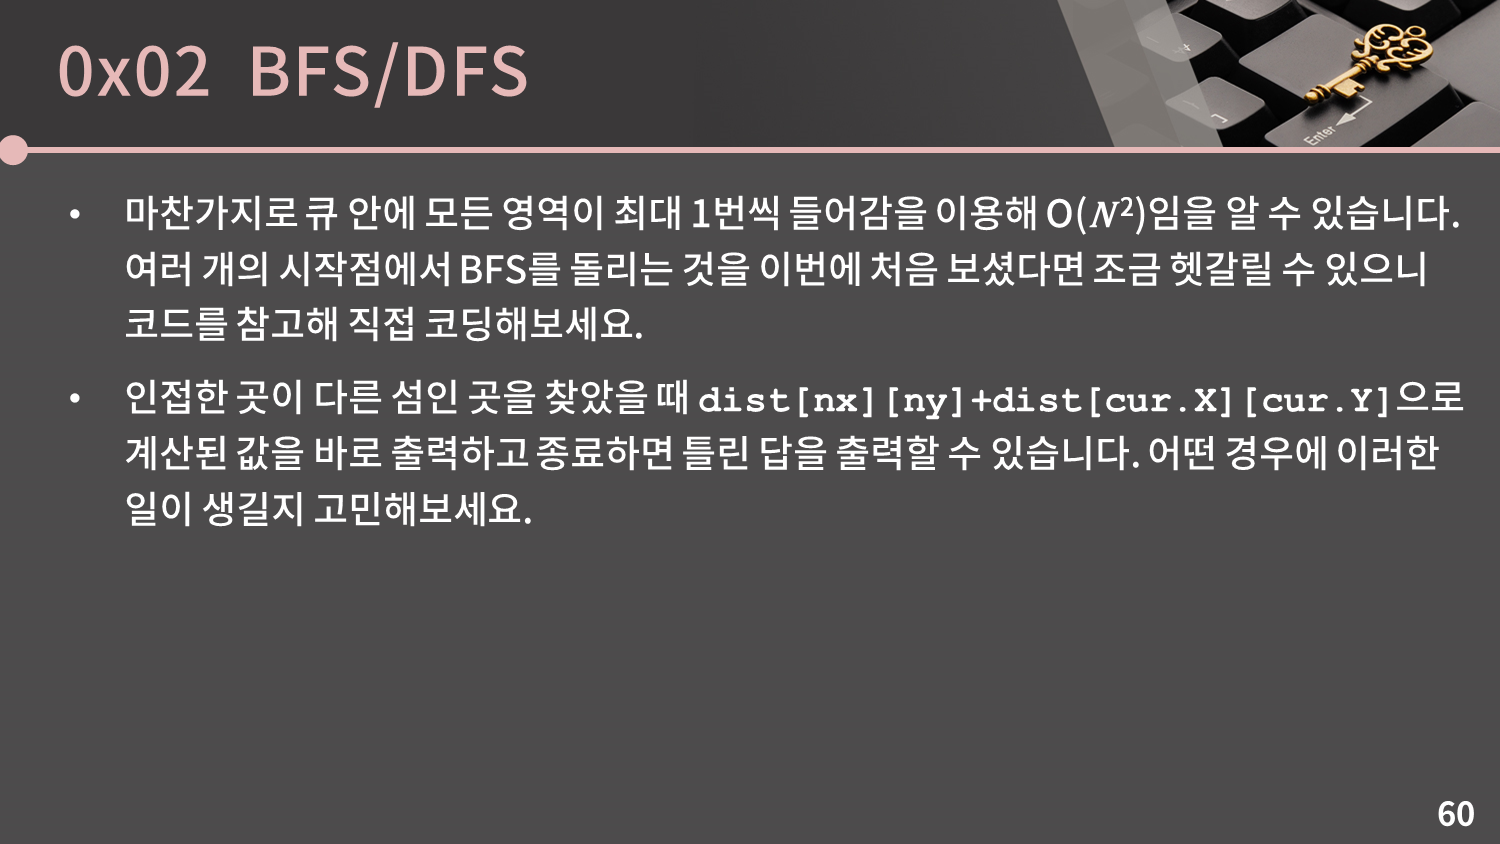 0x02 BFS/DFS
Enter
• 마찬가지로 큐 안에 모든 영역이 최대 1번씩 들어감을 이용해 O(N²)임을 알 수 있습니다.
여러 개의 시작점에서 BFS를 돌리는 것을 이번에 처음 보셨다면 조금 헷갈릴 수 있으니
코드를 참고해 직접 코딩해보세요.
• 인접한 곳이 다른 섬인 곳을 찾았을 때 dist[nx][ny]+dist[cur.X][cur.Y]으로
계산된 값을 바로 출력하고 종료하면 틀린 답을 출력할 수 있습니다. 어떤 경우에 이러한
일이 생길지 고민해보세요.
60